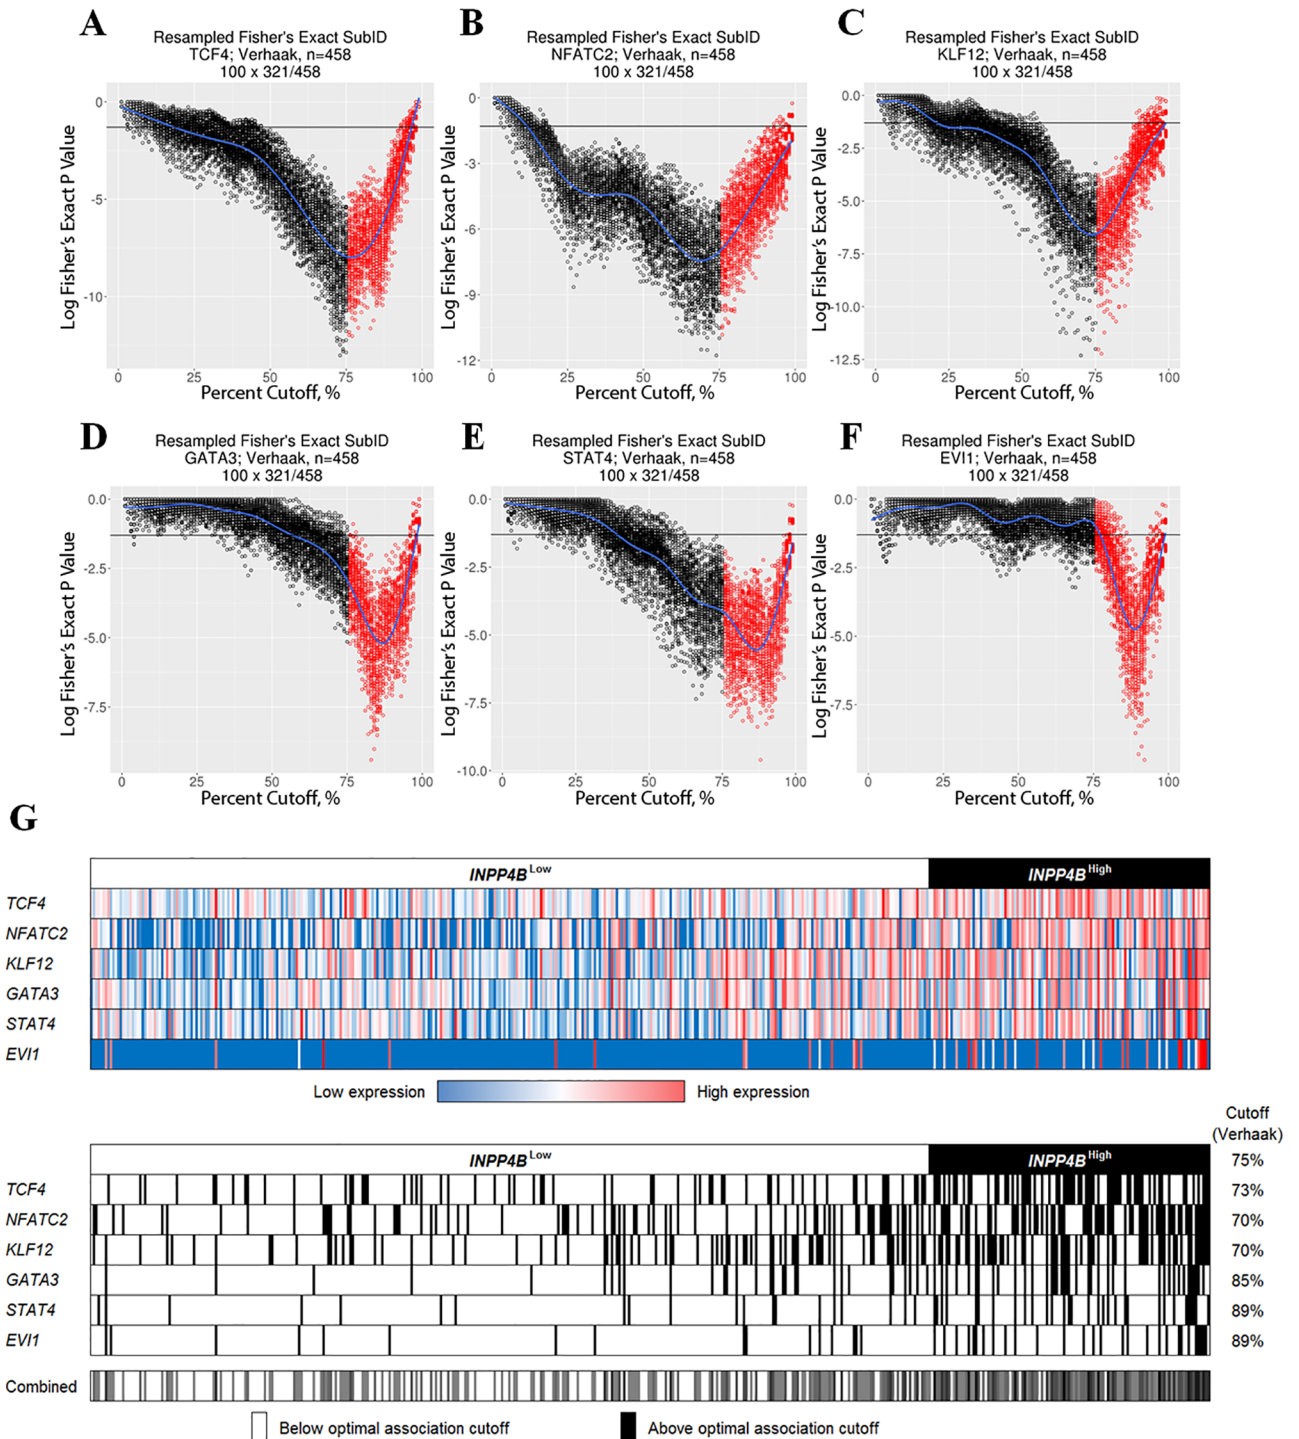 A
Resampled Fisher's Exact SubID
TCF4; Verhaak, n=458
100 x 321/458
Log Fisher's Exact P Value
0
-5
-10
0
25
50
75
100
Percent Cutoff, %
B
Resampled Fisher's Exact SubID
NFATC2; Verhaak, n=458
100 x 321/458
Log Fisher's Exact P Value
0
-3
-6
-9
-12
0
25
50
75
100
Percent Cutoff, %
C
Resampled Fisher's Exact SubID
KLF12; Verhaak, n=458
100 x 321/458
Log Fisher's Exact P Value
0.0
-2.5
-5.0
-7.5
-10.0
-12.5
0
25
50
75
100
Percent Cutoff, %
D
Resampled Fisher's Exact SubID
GATA3; Verhaak, n=458
100 x 321/458
Log Fisher's Exact P Value
0.0
-2.5
-5.0
-7.5
0
25
50
75
100
Percent Cutoff, %
E
Resampled Fisher's Exact SubID
STAT4; Verhaak, n=458
100 x 321/458
Log Fisher's Exact P Value
0.0
-2.5
-5.0
-7.5
-10.0
0
25
50
75
100
Percent Cutoff, %
F
Resampled Fisher's Exact SubID
EVI1; Verhaak, n=458
100 x 321/458
Log Fisher's Exact P Value
0.0
-2.5
-5.0
-7.5
0
25
50
75
100
Percent Cutoff, %
G
INPP4B Low
INPP4B High
TCF4
NFATC2
KLF12
GATA3
STAT4
EVI1
Low expression
High expression
Cutoff
(Verhaak)
INPP4B Low
INPP4B High
75%
TCF4
73%
NFATC2
70%
KLF12
70%
GATA3
85%
STAT4
89%
EVI1
89%
Combined
Below optimal association cutoff
Above optimal association cutoff